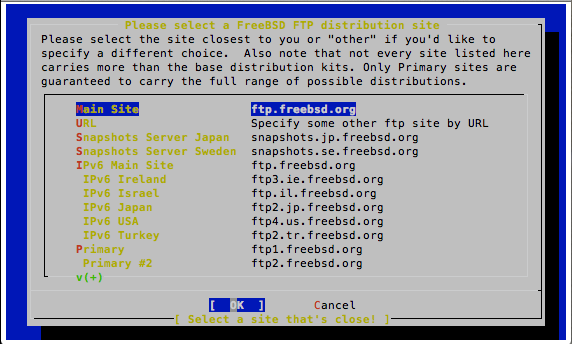 Please select a FreeBSD FTP distribution site
Please select the site closest to you or "other" if you'd like to
specify a different choice.  Also note that not every site listed here
carries more than the base distribution kits. Only Primary sites are
guaranteed to carry the full range of possible distributions.
Main Site ftp.freebsd.org
URL Specify some other ftp site by URL
Snapshots Server Japan snapshots.jp.freebsd.org
Snapshots Server Sweden snapshots.se.freebsd.org
IPv6 Main Site ftp.freebsd.org
IPv6 Ireland ftp3.ie.freebsd.org
IPv6 Israel ftp.il.freebsd.org
IPv6 Japan ftp2.jp.freebsd.org
IPv6 USA ftp4.us.freebsd.org
IPv6 Turkey ftp2.tr.freebsd.org
Primary ftp1.freebsd.org
Primary #2 ftp2.freebsd.org
v(+)
[ OK ] Cancel
[ Select a site that's close! ]